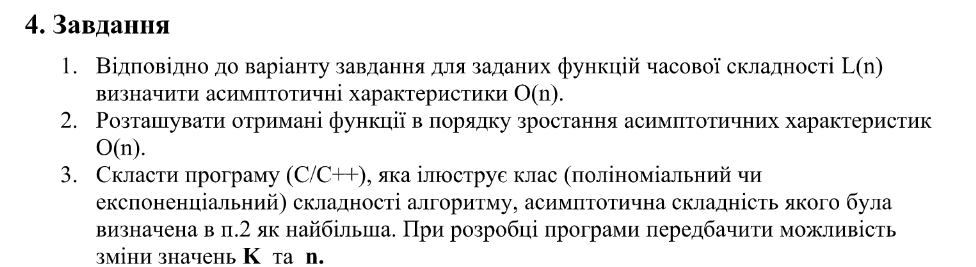 4. Завдання
1. Відповідно до варіанту завдання для заданих функцій часової складності L(n)
визначити асимптотичні характеристики O(n).
2. Розташувати отримані функції в порядку зростання асимптотичних характеристик
O(n).
3. Скласти програму (C/C++), яка ілюструє клас (поліноміальний чи
експоненціальний) складності алгоритму, асимптотична складність якого була
визначена в п.2 як найбільша. При розробці програми передбачити можливість
зміни значень K та n.